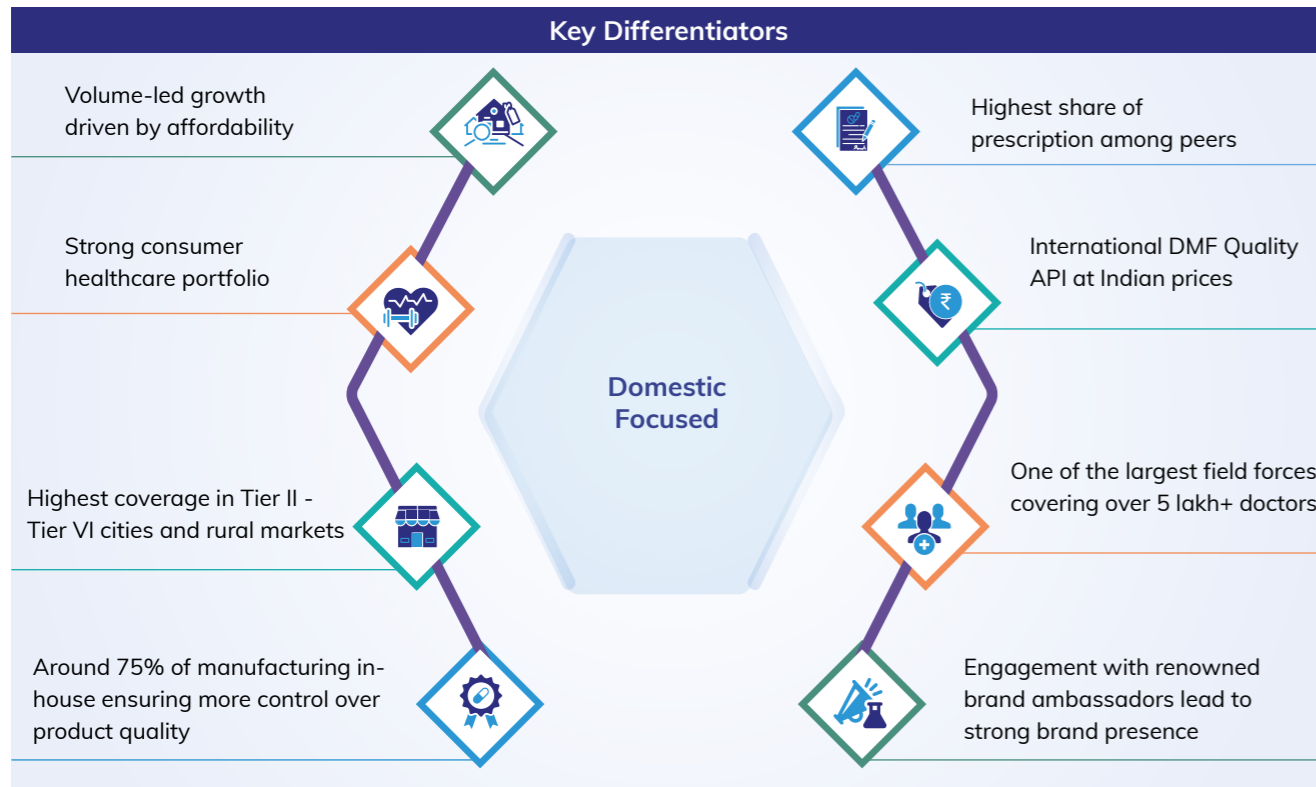 Key Differentiators
Volume-led growth
driven by affordability
Strong consumer
healthcare portfolio
Highest coverage in Tier II -
Tier VI cities and rural markets
Around 75% of manufacturing in-
house ensuring more control over
product quality
Domestic
Focused
Highest share of
prescription among peers
₹
International DMF Quality
API at Indian prices
One of the largest field forces
covering over 5 lakh+ doctors
Engagement with renowned
brand ambassadors lead to
strong brand presence